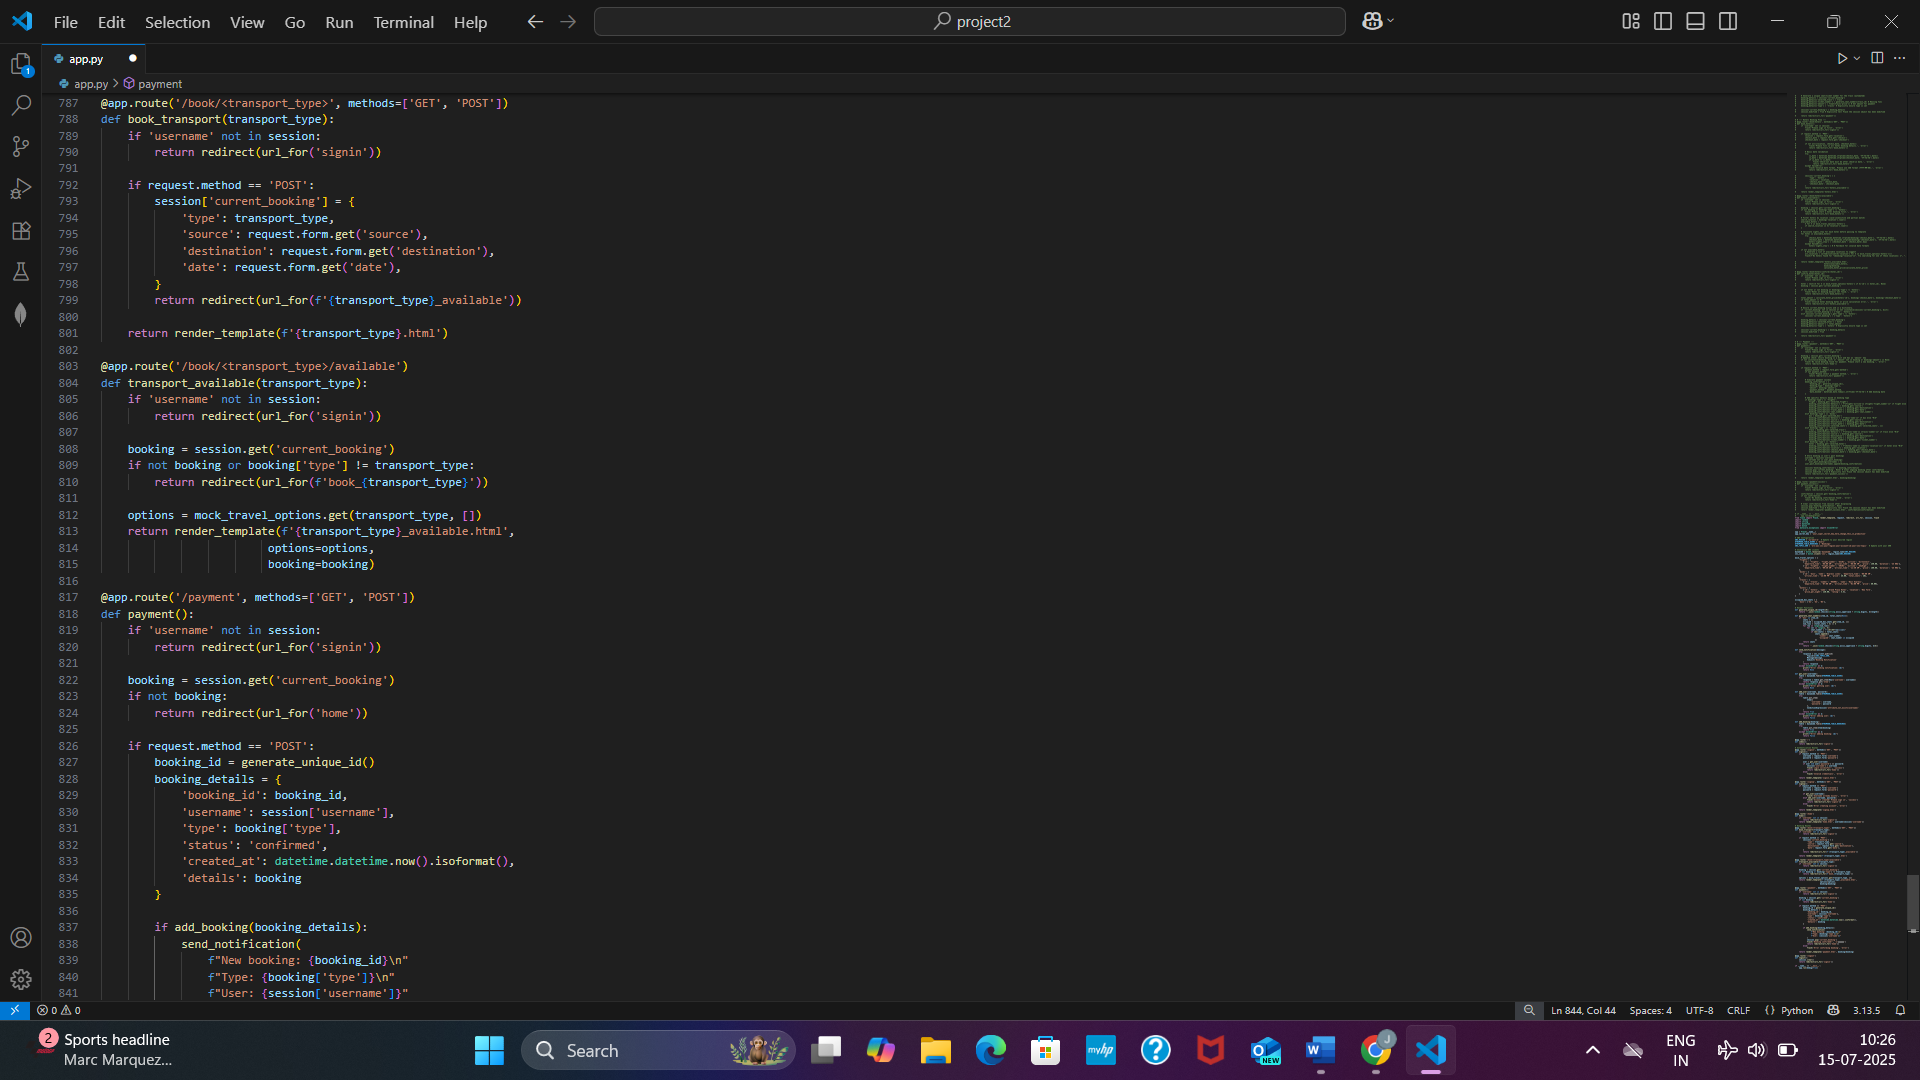 File Edit Selection View Go Run Terminal Help project2
app.py
app.py > payment
787 @app.route('/book/<transport_type>', methods=['GET', 'POST'])
788 def book_transport(transport_type):
789 if 'username' not in session:
790 return redirect(url_for('signin'))
791
792 if request.method == 'POST':
793 session['current_booking'] = {
794 'type': transport_type,
795 'source': request.form.get('source'),
796 'destination': request.form.get('destination'),
797 'date': request.form.get('date'),
798 }
799 return redirect(url_for(f'{transport_type}_available'))
800
801 return render_template(f'{transport_type}.html')
802
803 @app.route('/book/<transport_type>/available')
804 def transport_available(transport_type):
805 if 'username' not in session:
806 return redirect(url_for('signin'))
807
808 booking = session.get('current_booking')
809 if not booking or booking['type'] != transport_type:
810 return redirect(url_for(f'book_{transport_type}'))
811
812 options = mock_travel_options.get(transport_type, [])
813 return render_template(f'{transport_type}_available.html',
814 options=options,
815 booking=booking)
816
817 @app.route('/payment', methods=['GET', 'POST'])
818 def payment():
819 if 'username' not in session:
820 return redirect(url_for('signin'))
821
822 booking = session.get('current_booking')
823 if not booking:
824 return redirect(url_for('home'))
825
826 if request.method == 'POST':
827 booking_id = generate_unique_id()
828 booking_details = {
829 'booking_id': booking_id,
830 'username': session['username'],
831 'type': booking['type'],
832 'status': 'confirmed',
833 'created_at': datetime.datetime.now().isoformat(),
834 'details': booking
835 }
836
837 if add_booking(booking_details):
838 send_notification(
839 f"New booking: {booking_id}\n"
840 f"Type: {booking['type']}\n"
841 f"User: {session['username']}"
0 0 Ln 844, Col 44 Spaces: 4 UTF-8 CRLF {} Python 3.13.5
2 Sports headline
Marc Marquez...
Search
myhp
NEW
W
J
ENG
IN
10:26
15-07-2025